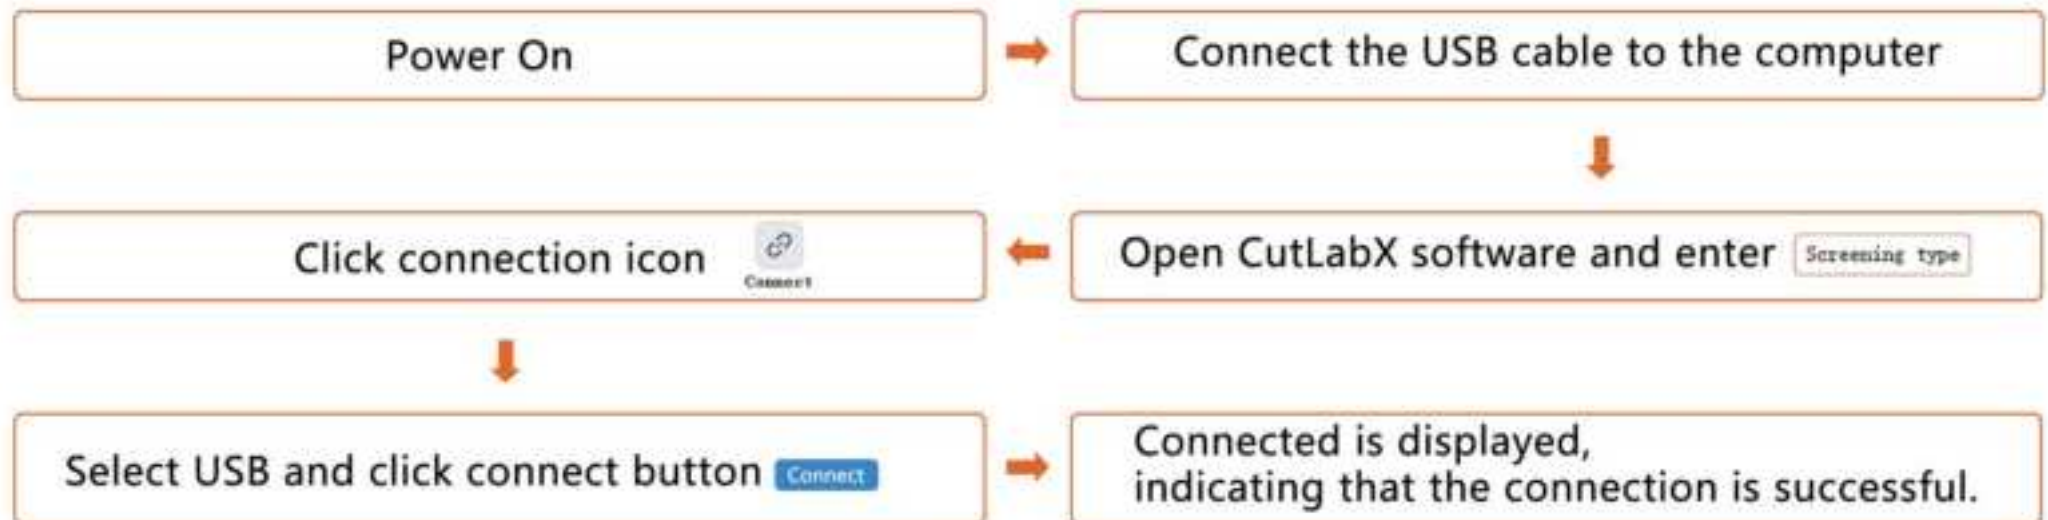 Power On
Connect the USB cable to the computer
Open CutLabX software and enter Screening type
Click connection icon
Connect
Select USB and click connect button Connect
Connected is displayed,
indicating that the connection is successful.